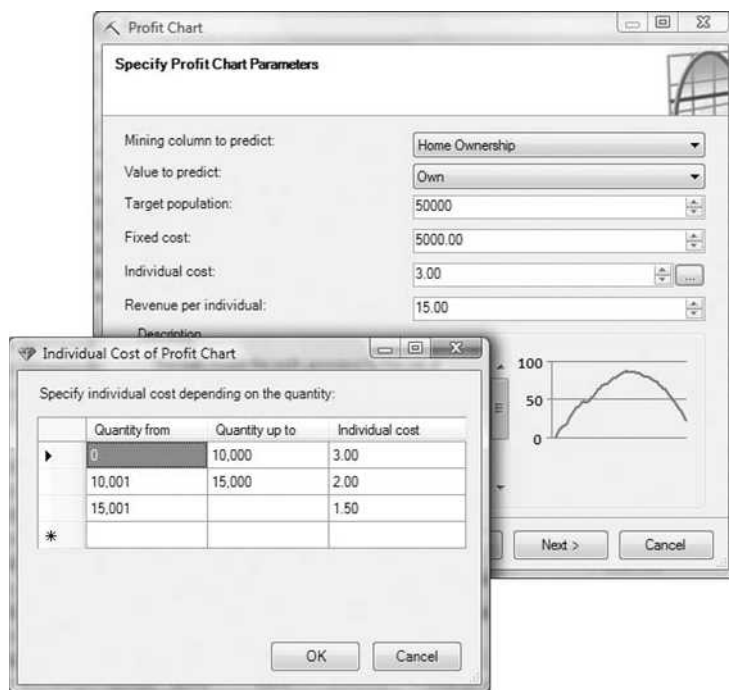 Profit Chart
Specify Profit Chart Parameters
Mining column to predict: Home Ownership
Value to predict: Own
Target population: 50000
Fixed cost: 5000.00
Individual cost: 3.00 ...
Revenue per individual: 15.00
Description
100
50
0
Next > Cancel
Individual Cost of Profit Chart
Specify individual cost depending on the quantity:
Quantity from Quantity up to Individual cost
0 10,000 3.00
10,001 15,000 2.00
15,001 1.50
OK Cancel